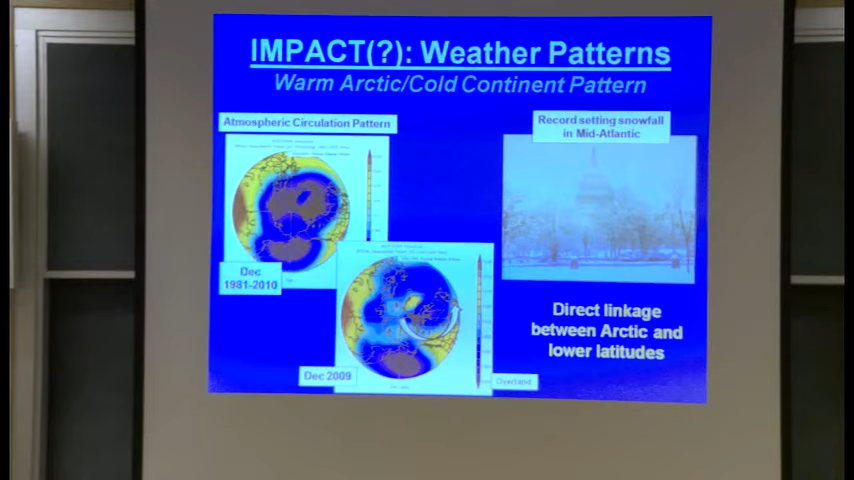 IMPACT(?): Weather Patterns
Warm Arctic/Cold Continent Pattern
Atmospheric Circulation Pattern
Record setting snowfall
in Mid-Atlantic
Dec
1981-2010
Direct linkage
between Arctic and
lower latitudes
Dec 2009
Overland